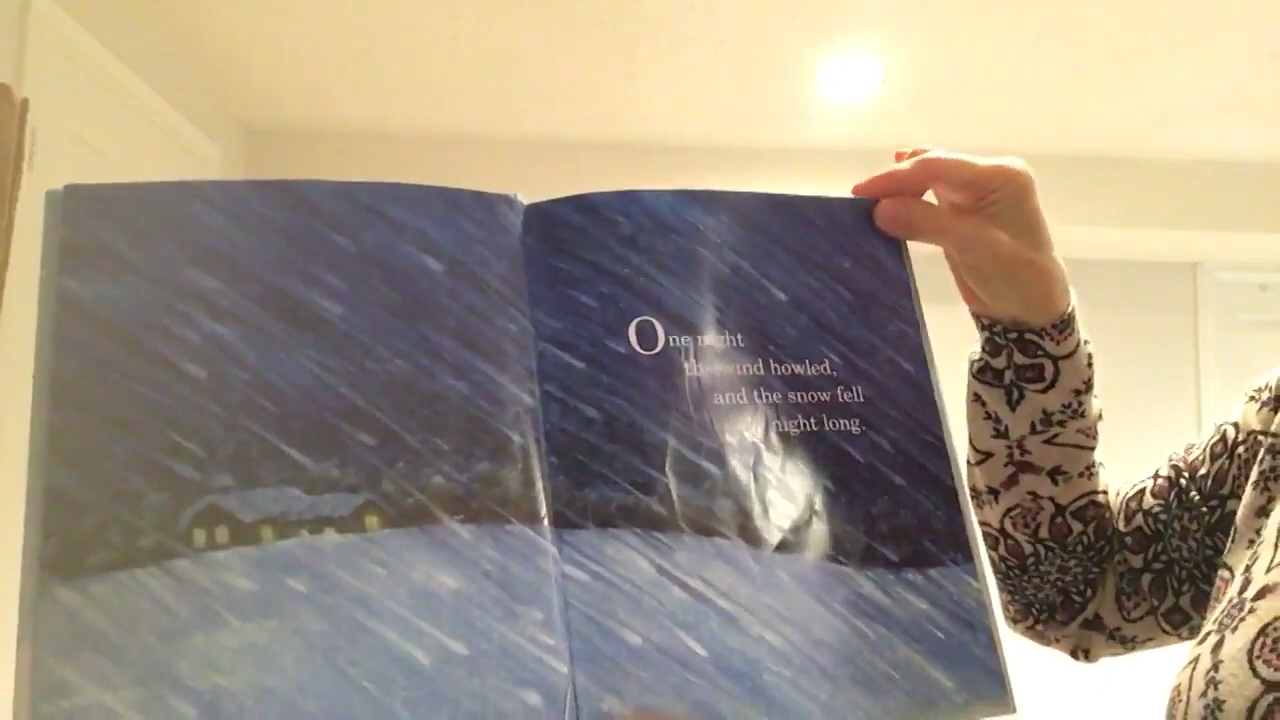 One night
the wind howled,
and the snow fell
night long.